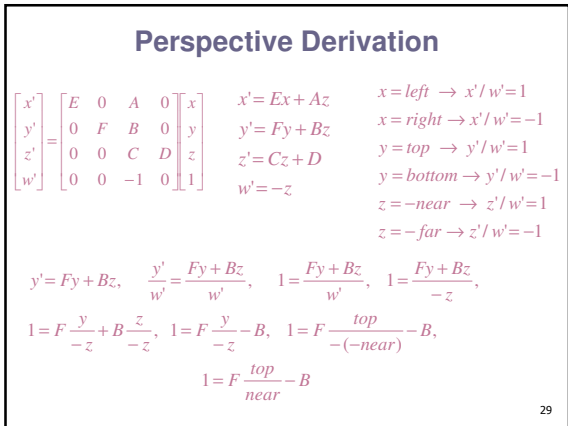 Perspective Derivation
[x'] [E 0 A 0] [x]
[y'] = [0 F B 0] [y]
[z'] [0 0 C D] [z]
[w'] [0 0 −1 0] [1]
x' = Ex + Az
y' = Fy + Bz
z' = Cz + D
w' = −z
x = left → x'/w' = 1
x = right → x'/w' = −1
y = top → y'/w' = 1
y = bottom → y'/w' = −1
z = −near → z'/w' = 1
z = −far → z'/w' = −1
y' = Fy + Bz, y'/w' = (Fy + Bz)/w', 1 = (Fy + Bz)/w', 1 = (Fy + Bz)/−z,
1 = F y/−z + B z/−z, 1 = F y/−z − B, 1 = F top/−(−near) − B,
1 = F top/near − B
29